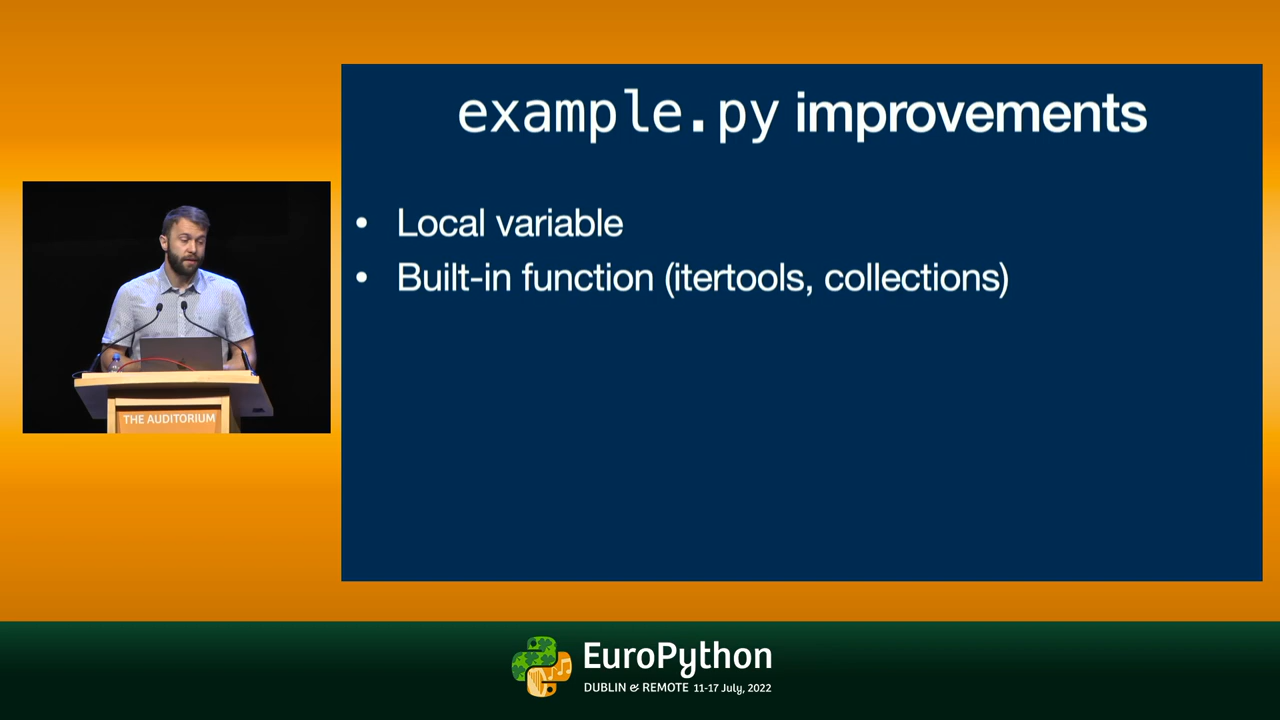 example.py improvements
• Local variable
• Built-in function (itertools, collections)
THE AUDITORIUM
EuroPython
DUBLIN & REMOTE 11-17 July, 2022